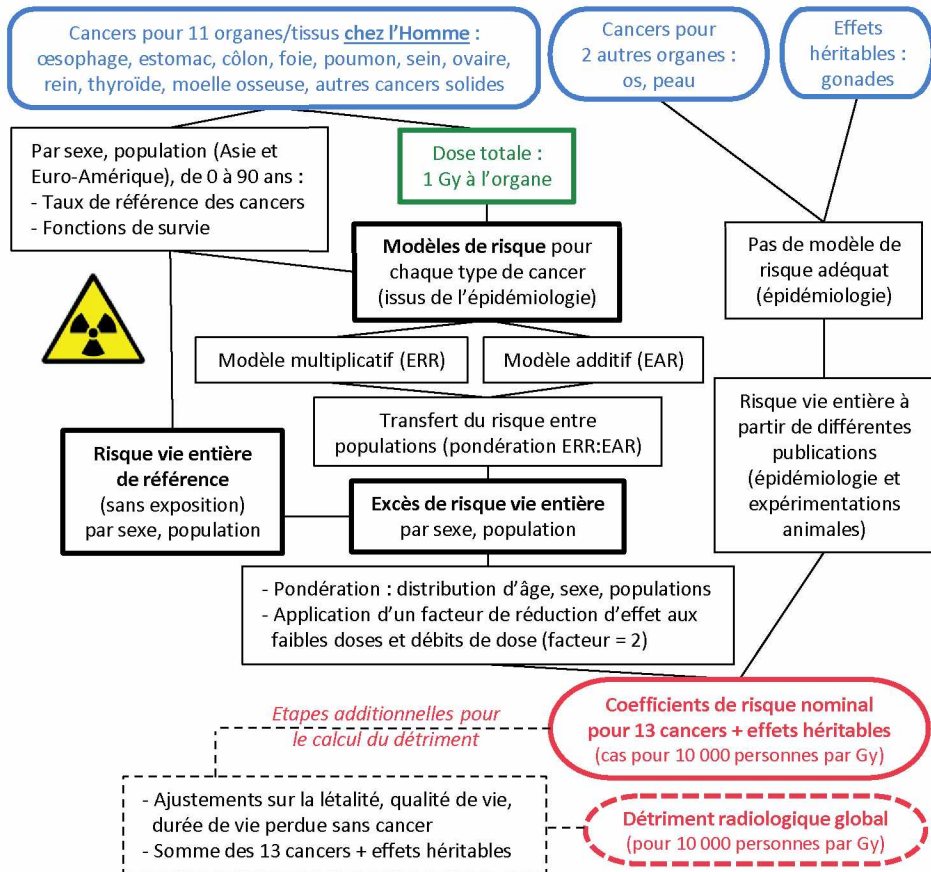 Cancers pour 11 organes/tissus chez l'Homme :
œsophage, estomac, côlon, foie, poumon, sein, ovaire,
rein, thyroïde, moelle osseuse, autres cancers solides
Cancers pour
2 autres organes :
os, peau
Effets
héritables :
gonades
Par sexe, population (Asie et
Euro-Amérique), de 0 à 90 ans :
- Taux de référence des cancers
- Fonctions de survie
Dose totale :
1 Gy à l'organe
Modèles de risque pour
chaque type de cancer
(issus de l'épidémiologie)
Pas de modèle de
risque adéquat
(épidémiologie)
Modèle multiplicatif (ERR)
Modèle additif (EAR)
Transfert du risque entre
populations (pondération ERR:EAR)
Risque vie entière à
partir de différentes
publications
(épidémiologie et
expérimentations
animales)
Risque vie entière
de référence
(sans exposition)
par sexe, population
Excès de risque vie entière
par sexe, population
- Pondération : distribution d'âge, sexe, populations
- Application d'un facteur de réduction d'effet aux
faibles doses et débits de dose (facteur = 2)
Etapes additionnelles pour
le calcul du détriment
Coefficients de risque nominal
pour 13 cancers + effets héritables
(cas pour 10 000 personnes par Gy)
- Ajustements sur la létalité, qualité de vie,
durée de vie perdue sans cancer
- Somme des 13 cancers + effets héritables
Détriment radiologique global
(pour 10 000 personnes par Gy)